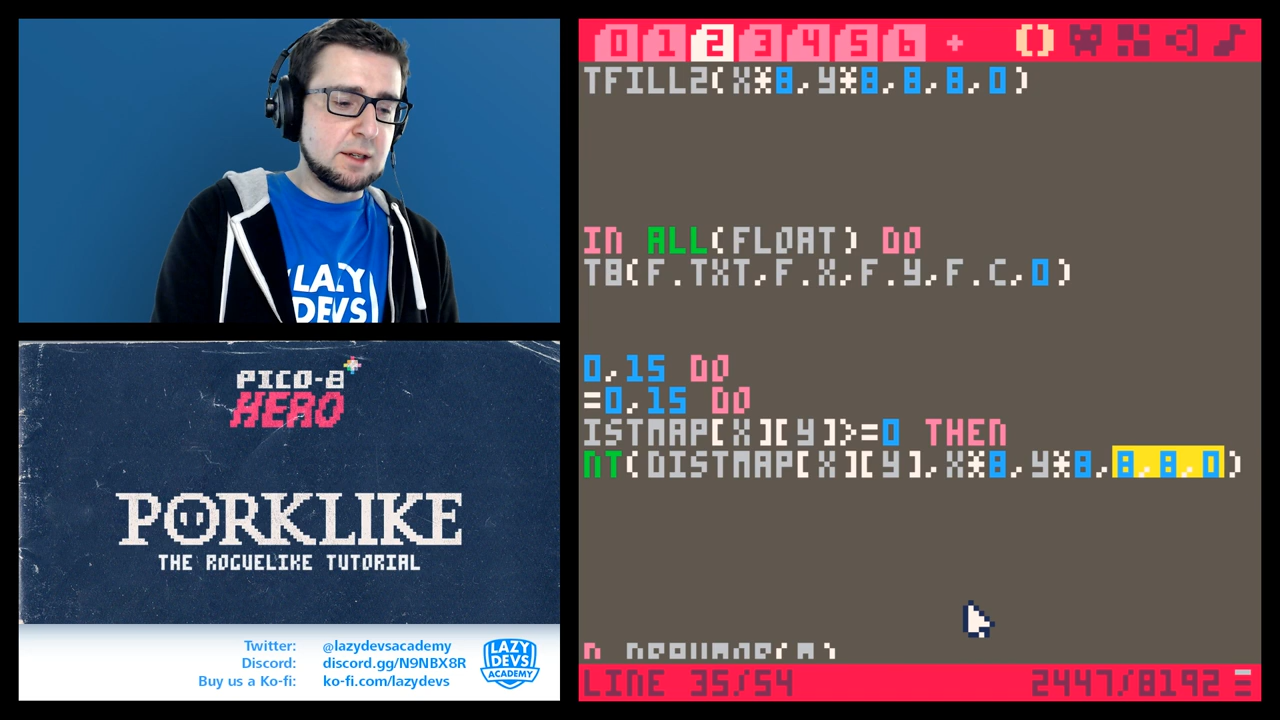 LAZY
DEVS
PICO-8
HERO
PORKLIKE
THE ROGUELIKE TUTORIAL
Twitter: @lazydevsacademy
Discord: discord.gg/N9NBX8R
Buy us a Ko-fi: ko-fi.com/lazydevs
LAZY
DEVS
ACADEMY
0 1 2 3 4 5 6 +
TFILL2(X*8,Y*8,8,8,0)
IN ALL(FLOAT) DO
T8(F.TXT,F.X,F.Y,F.C,0)
0,15 DO
=0,15 DO
ISTMAP[X][Y]>=0 THEN
NT(DISTMAP[X][Y],X*8,Y*8,8,8,0)
LINE 35/54 2447/8192